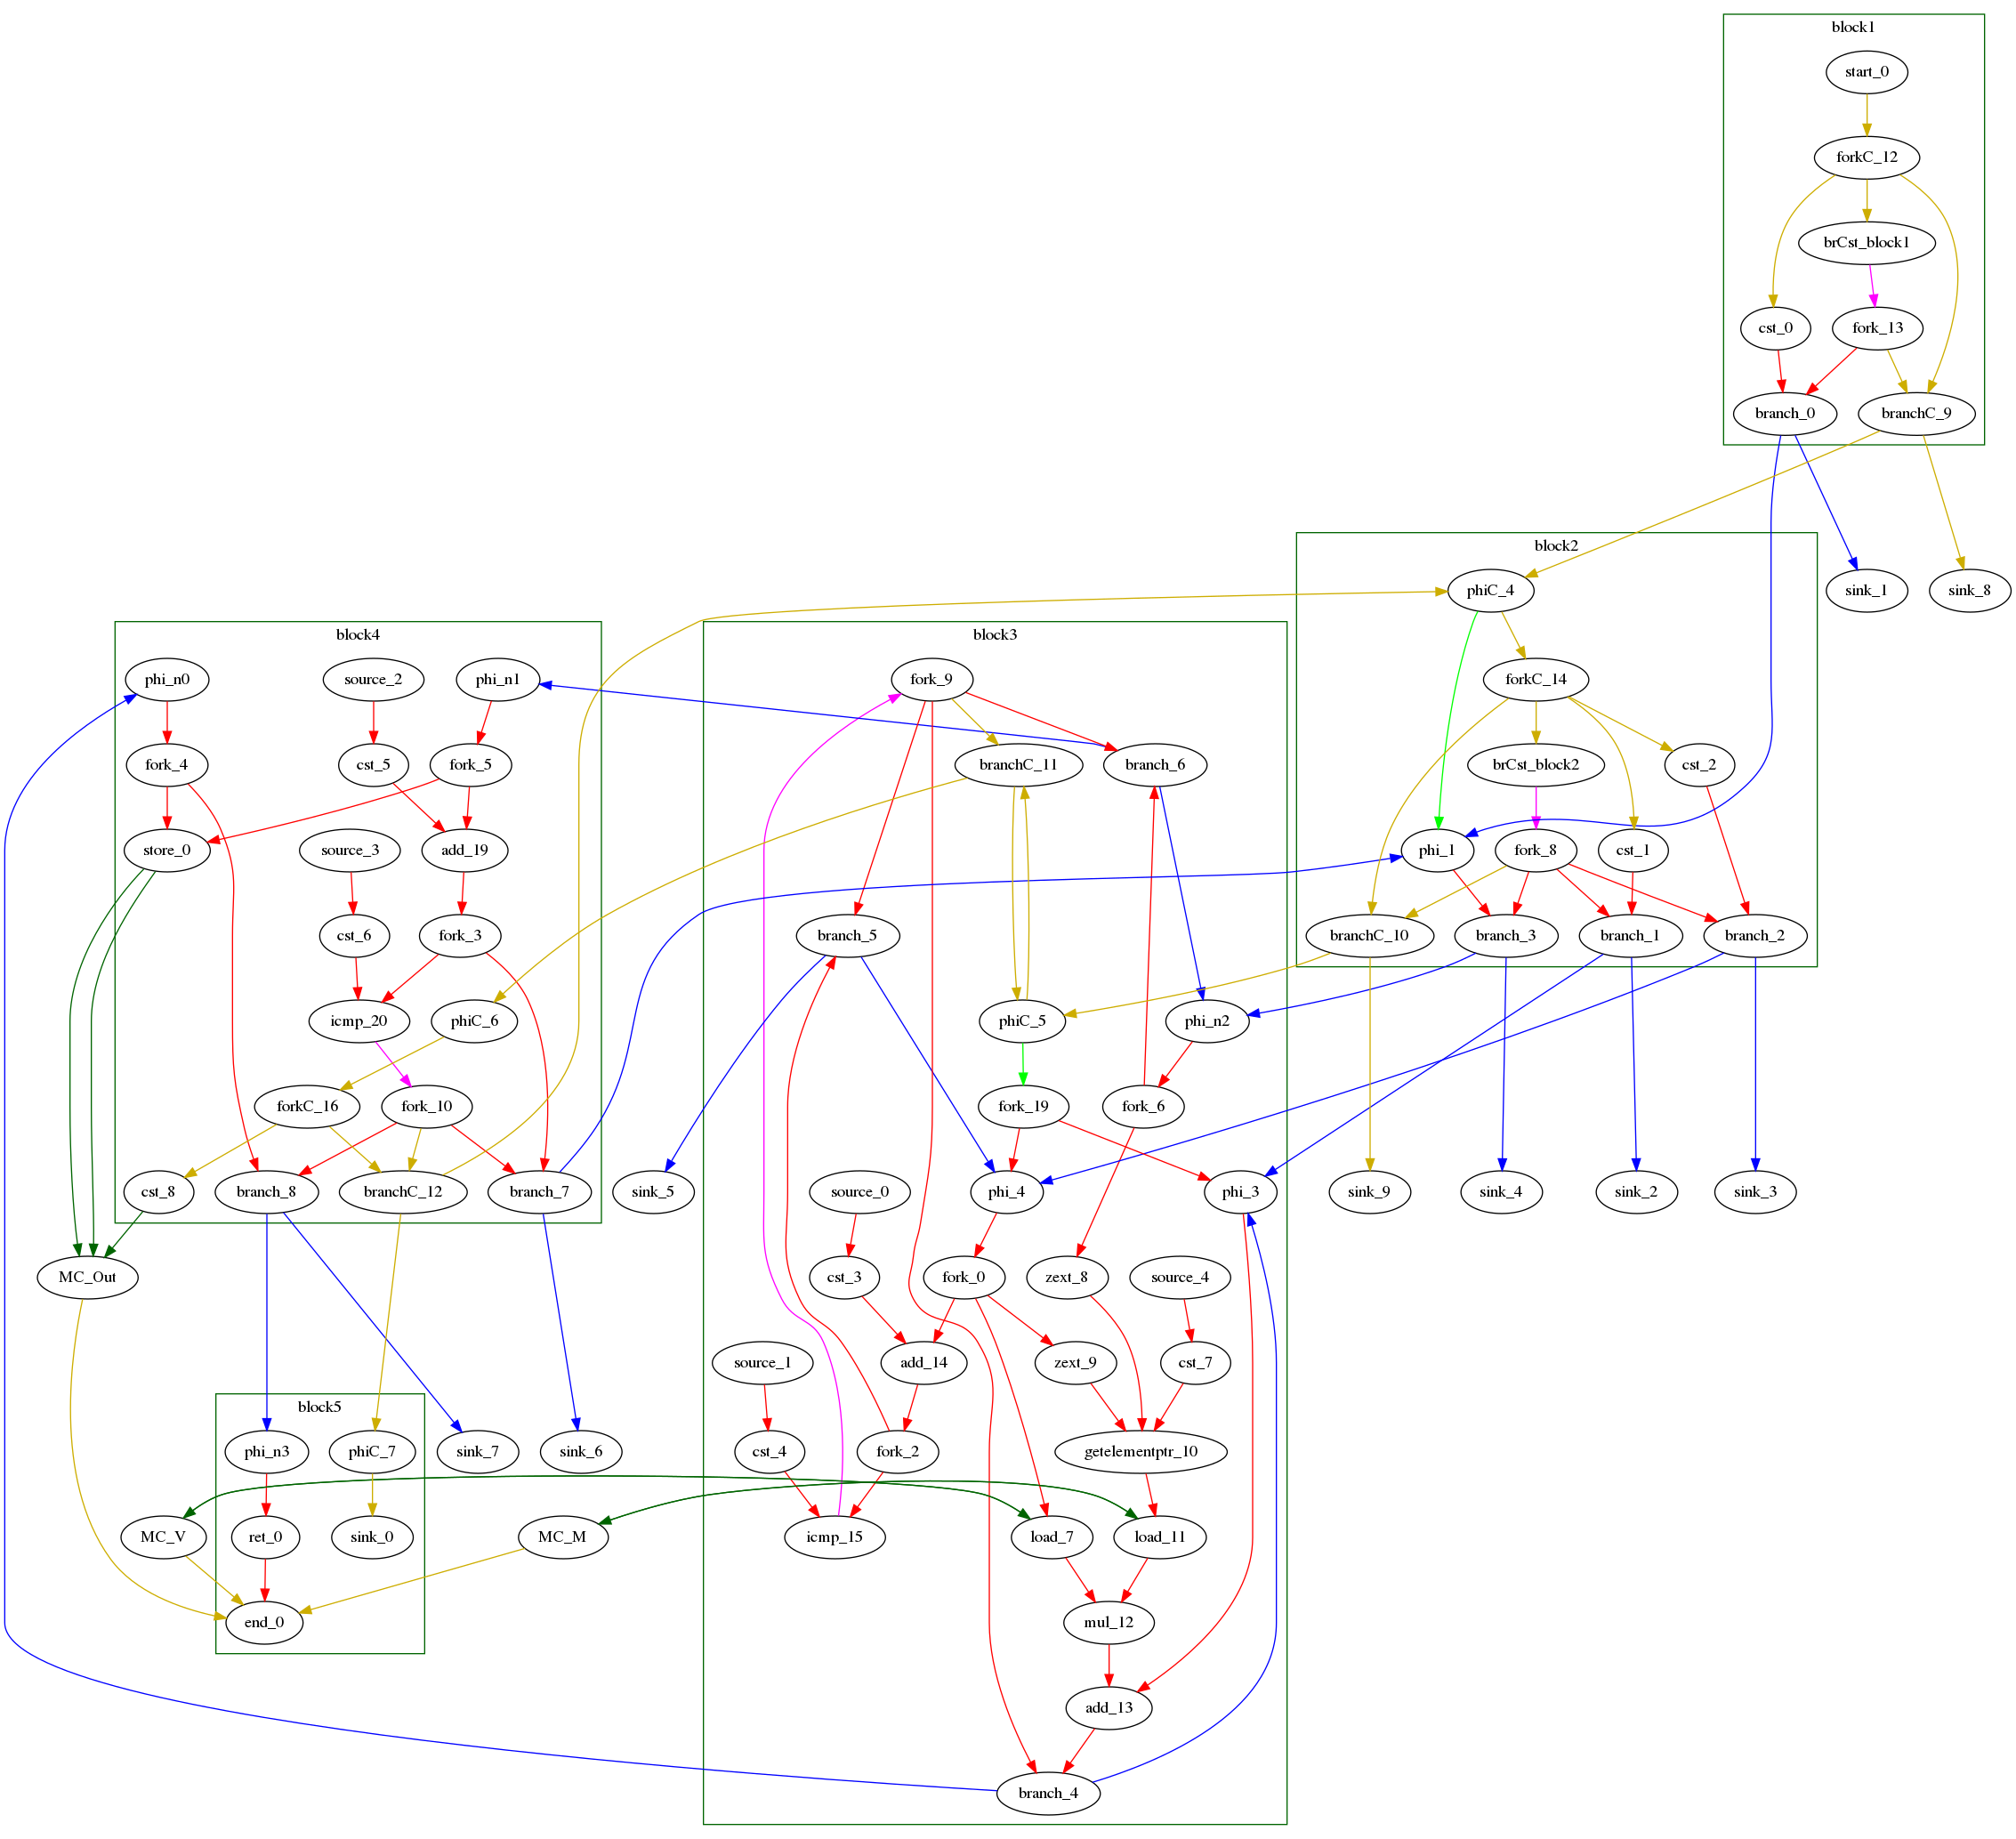 block1
start_0
forkC_12
brCst_block1
cst_0
fork_13
branch_0
branchC_9
block2
phiC_4
sink_1
sink_8
block4
block3
phi_n0
source_2
phi_n1
fork_9
forkC_14
fork_4
cst_5
fork_5
branchC_11
branch_6
brCst_block2
cst_2
store_0
source_3
add_19
phi_1
fork_8
cst_1
cst_6
fork_3
branch_5
branchC_10
branch_3
branch_1
branch_2
icmp_20
phiC_6
phiC_5
phi_n2
forkC_16
fork_10
fork_19
fork_6
cst_8
branch_8
branchC_12
branch_7
sink_5
source_0
phi_4
phi_3
sink_9
sink_4
sink_2
sink_3
MC_Out
cst_3
fork_0
zext_8
source_4
source_1
add_14
zext_9
cst_7
block5
phi_n3
phiC_7
sink_7
sink_6
cst_4
fork_2
getelementptr_10
MC_V
ret_0
sink_0
MC_M
icmp_15
load_7
load_11
end_0
mul_12
add_13
branch_4